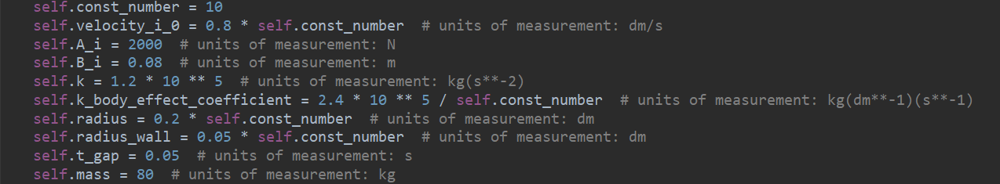 self.const_number = 10
self.velocity_i_0 = 0.8 * self.const_number  # units of measurement: dm/s
self.A_i = 2000  # units of measurement: N
self.B_i = 0.08  # units of measurement: m
self.k = 1.2 * 10 ** 5  # units of measurement: kg(s**-2)
self.k_body_effect_coefficient = 2.4 * 10 ** 5 / self.const_number  # units of measurement: kg(dm**-1)(s**-1)
self.radius = 0.2 * self.const_number  # units of measurement: dm
self.radius_wall = 0.05 * self.const_number  # units of measurement: dm
self.t_gap = 0.05  # units of measurement: s
self.mass = 80  # units of measurement: kg